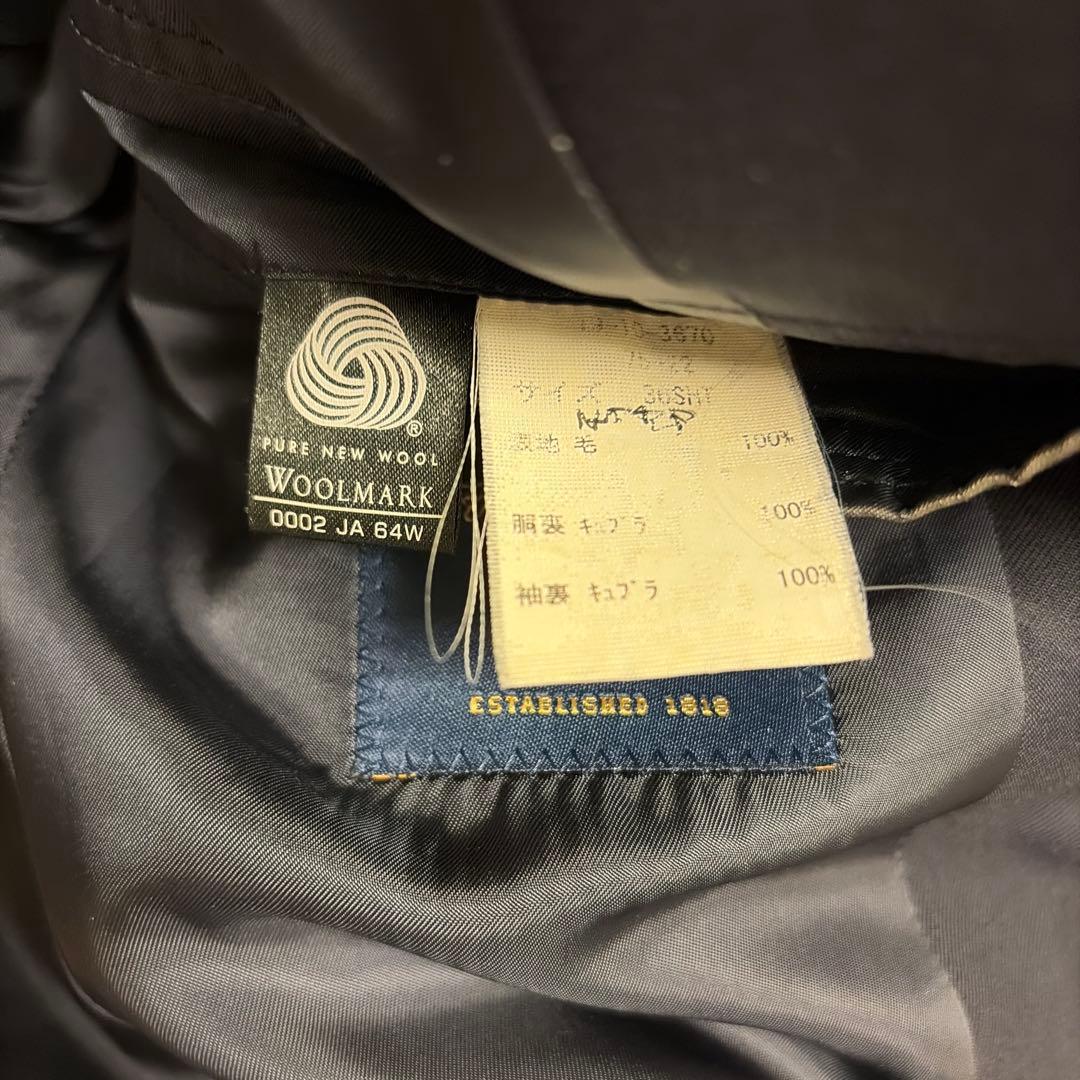 ®
PURE NEW WOOL
WOOLMARK
0002 JA 64W
サイズ 36SHT
表地 毛 100%
胴裏 キュプラ 100%
袖裏 キュプラ 100%
ESTABLISHED 1818